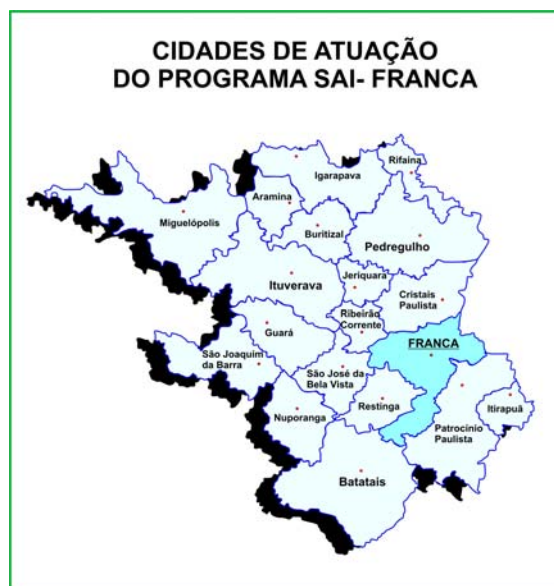 CIDADES DE ATUAÇÃO
DO PROGRAMA SAI- FRANCA
Rifaina
Igarapava
Aramina
Miguelópolis
Buritizal
Pedregulho
Jeriquara
Ituverava
Cristais
Paulista
Ribeirão
Corrente
Guará
FRANCA
São Joaquim
da Barra
São José da
Bela Vista
Restinga
Itirapuã
Nuporanga
Patrocínio
Paulista
Batatais